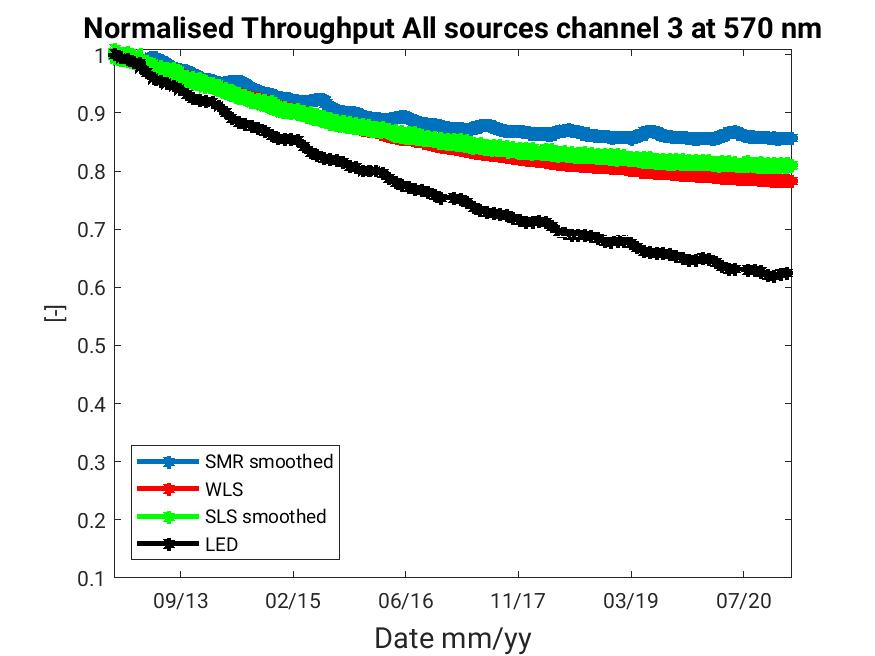 Normalised Throughput All sources channel 3 at 570 nm
1
0.9
0.8
0.7
0.6
[-]
0.5
0.4
0.3
0.2
0.1
SMR smoothed
WLS
SLS smoothed
LED
09/13 02/15 06/16 11/17 03/19 07/20
Date mm/yy